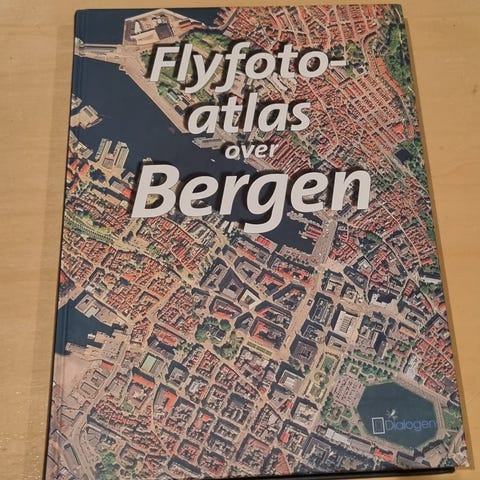 Flyfoto-
atlas
over
Bergen
Dialogen